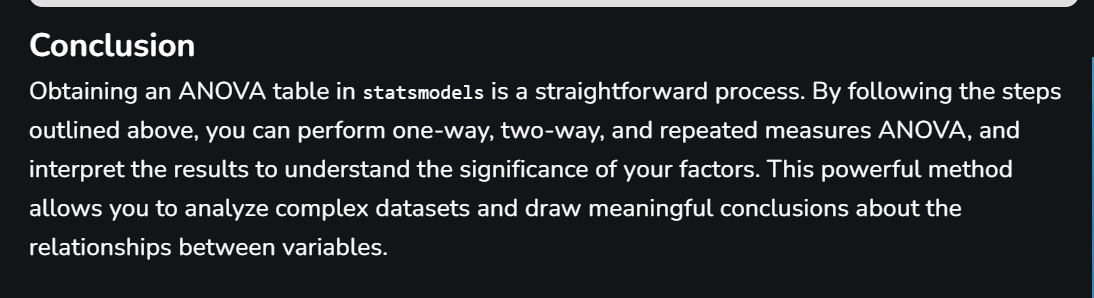 Conclusion
Obtaining an ANOVA table in statsmodels is a straightforward process. By following the steps
outlined above, you can perform one-way, two-way, and repeated measures ANOVA, and
interpret the results to understand the significance of your factors. This powerful method
allows you to analyze complex datasets and draw meaningful conclusions about the
relationships between variables.